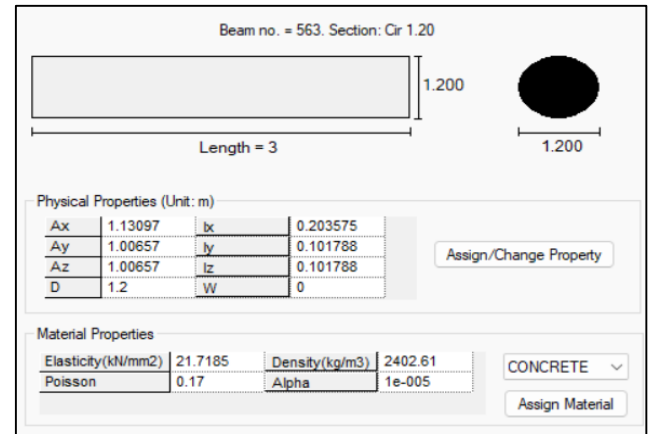 Beam no. = 563. Section: Cir 1.20
1.200
Length = 3
1.200
Physical Properties (Unit: m)
Ax 1.13097 Ix 0.203575
Ay 1.00657 Iy 0.101788
Az 1.00657 Iz 0.101788
D 1.2 W 0
Assign/Change Property
Material Properties
Elasticity(kN/mm2) 21.7185 Density(kg/m3) 2402.61
Poisson 0.17 Alpha 1e-005
CONCRETE
Assign Material